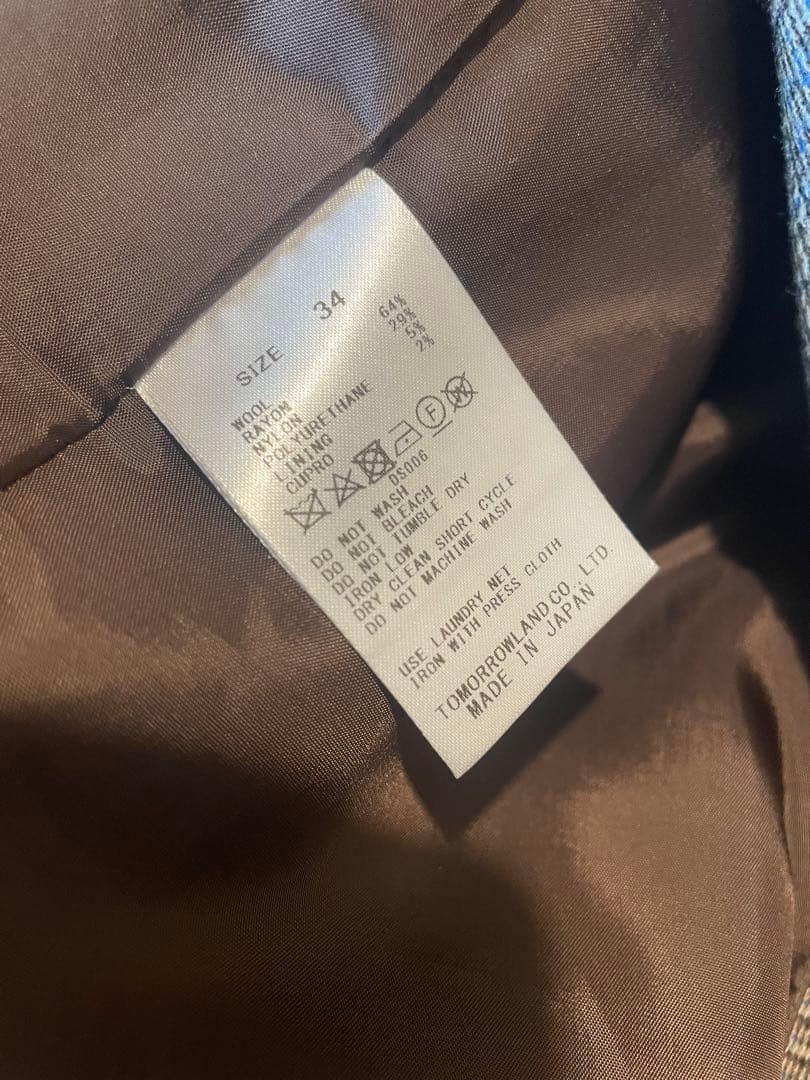 SIZE 34
WOOL 64%
RAYON 29%
NYLON 5%
POLYURETHANE 2%
LINING
CUPRO
F W
DS006
DO NOT WASH
DO NOT BLEACH
DO NOT TUMBLE DRY
IRON LOW
DRY CLEAN SHORT CYCLE
DO NOT MACHINE WASH
USE LAUNDRY NET
IRON WITH PRESS CLOTH
TOMORROWLAND CO., LTD.
MADE IN JAPAN